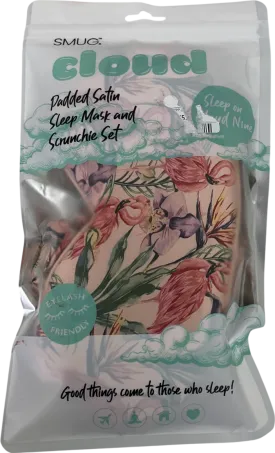 SMUG.
cloud
Padded Satin
Sleep Mask and
Scrunchie Set
Sleep on
Nine
EYELASH
FRIENDLY
Good things come to those who sleep!